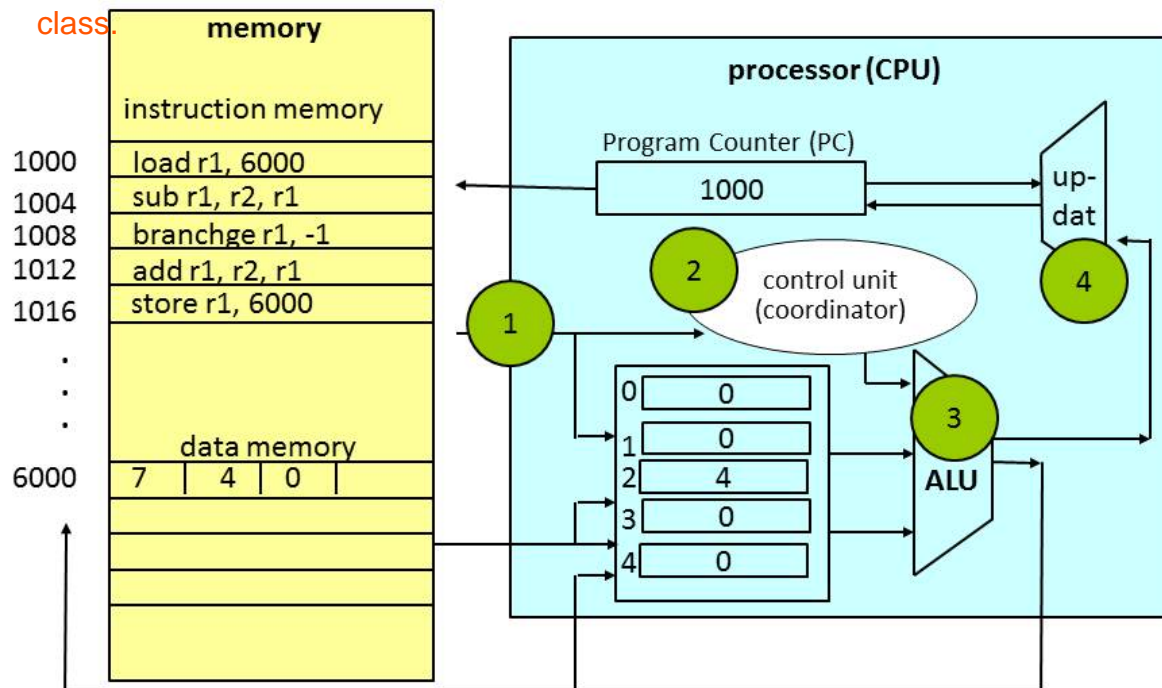 class.
memory
instruction memory
1000 load r1, 6000
1004 sub r1, r2, r1
1008 branchge r1, -1
1012 add r1, r2, r1
1016 store r1, 6000
.
.
.
data memory
6000 7 4 0
processor (CPU)
Program Counter (PC)
1000
up-
dat
4
2
control unit
(coordinator)
1
0 0
1 0
2 4
3 0
4 0
3
ALU